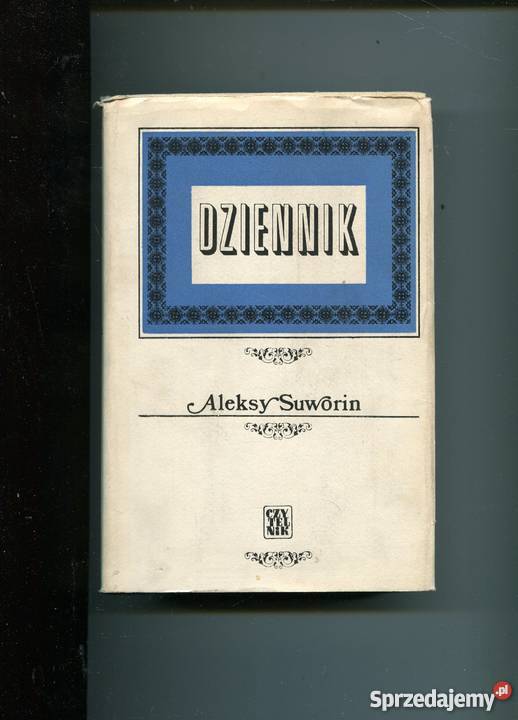 DZIENNIK
Aleksy Suworin
CZY
TEL
NIK
Sprzedajemy.pl